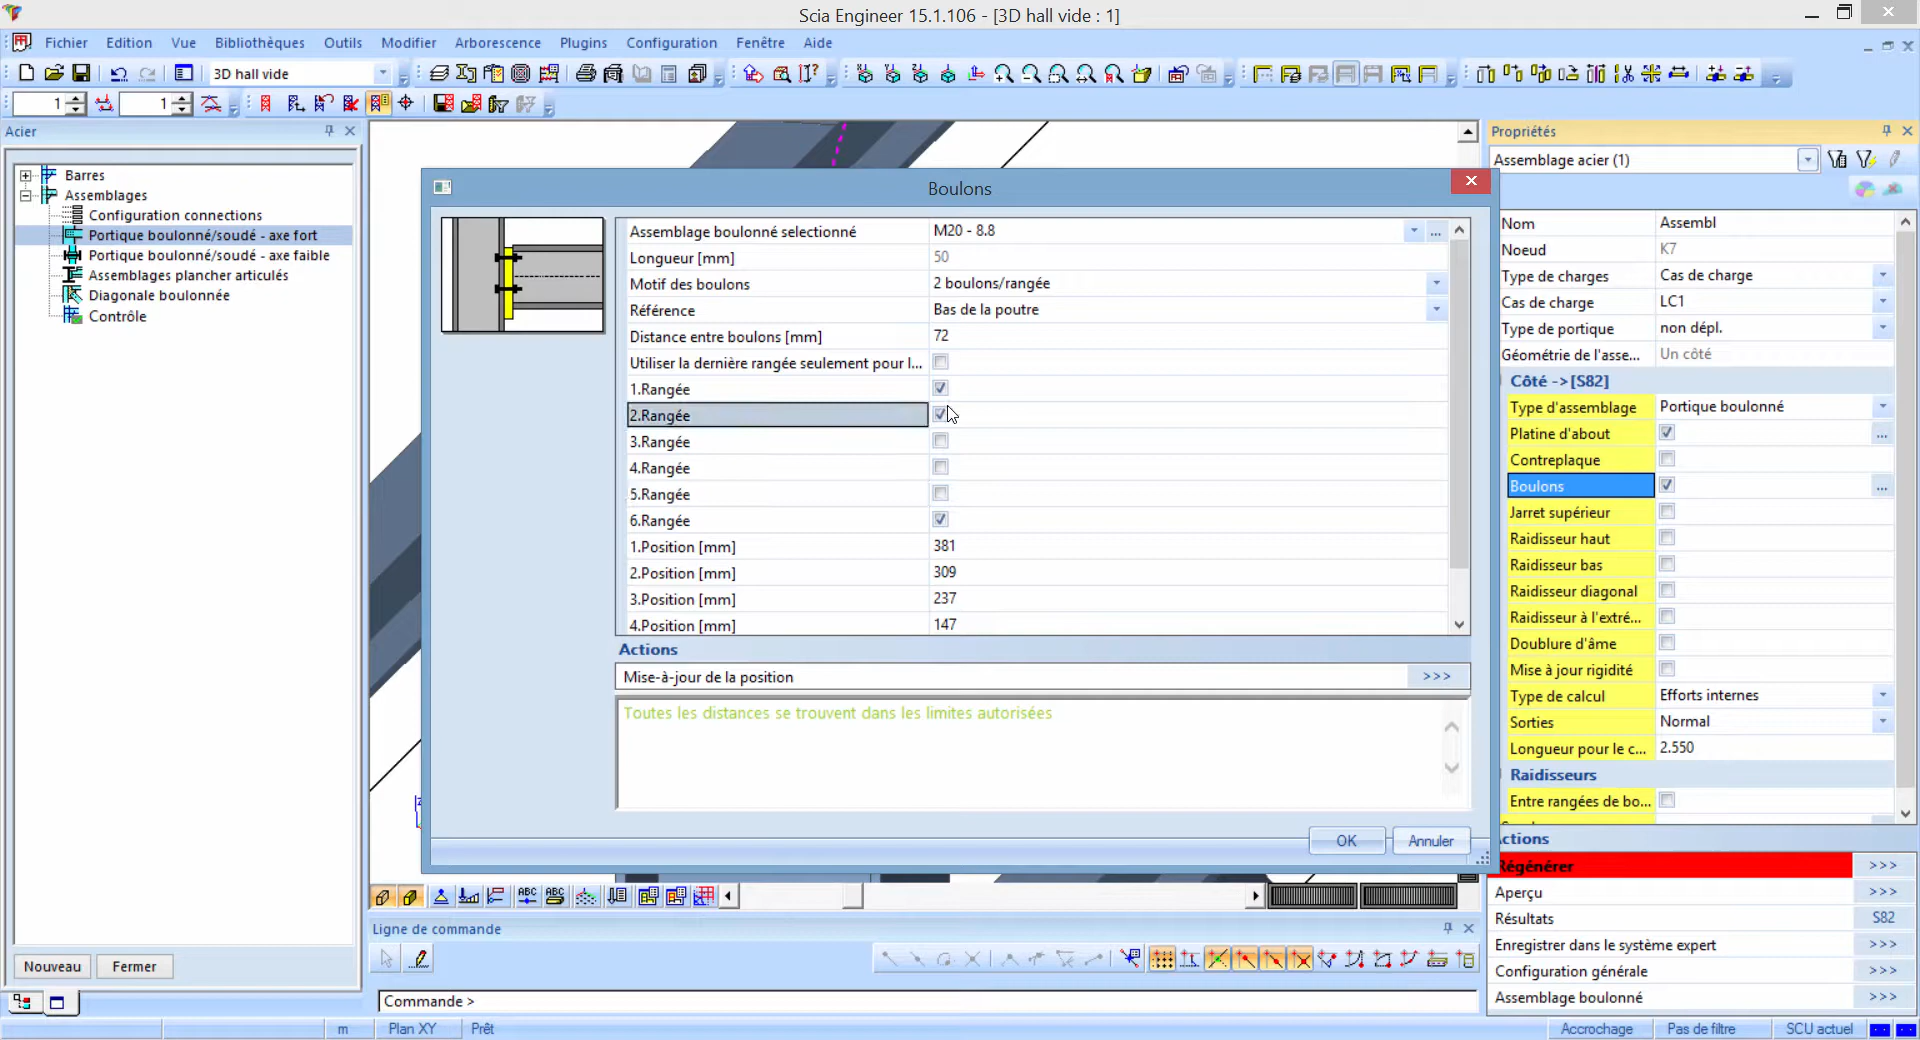 Scia Engineer 15.1.106 - [3D hall vide : 1]
Fichier Edition Vue Bibliothèques Outils Modifier Arborescence Plugins Configuration Fenêtre Aide
3D hall vide
1 1
Acier
Barres
Assemblages
Configuration connections
Portique boulonné/soudé - axe fort
Portique boulonné/soudé - axe faible
Assemblages plancher articulés
Diagonale boulonnée
Contrôle
Nouveau Fermer
Boulons
Assemblage boulonné selectionné M20 - 8.8 ...
Longueur [mm] 50
Motif des boulons 2 boulons/rangée
Référence Bas de la poutre
Distance entre boulons [mm] 72
Utiliser la dernière rangée seulement pour l...
1.Rangée
2.Rangée
3.Rangée
4.Rangée
5.Rangée
6.Rangée
1.Position [mm] 381
2.Position [mm] 309
3.Position [mm] 237
4.Position [mm] 147
Actions
Mise-à-jour de la position >>>
Toutes les distances se trouvent dans les limites autorisées
OK Annuler
Propriétés
Assemblage acier (1)
Nom Assembl
Noeud K7
Type de charges Cas de charge
Cas de charge LC1
Type de portique non dépl.
Géométrie de l'asse... Un côté
Côté ->[S82]
Type d'assemblage Portique boulonné
Platine d'about ...
Contreplaque
Boulons ...
Jarret supérieur
Raidisseur haut
Raidisseur bas
Raidisseur diagonal
Raidisseur à l'extré...
Doublure d'âme
Mise à jour rigidité
Type de calcul Efforts internes
Sorties Normal
Longueur pour le c... 2.550
Raidisseurs
Entre rangées de bo...
ctions
Régénérer >>>
Aperçu >>>
Résultats S82
Enregistrer dans le système expert >>>
Configuration générale >>>
Assemblage boulonné >>>
ABC ABC
Ligne de commande
Commande >
m Plan XY Prêt Accrochage Pas de filtre SCU actuel